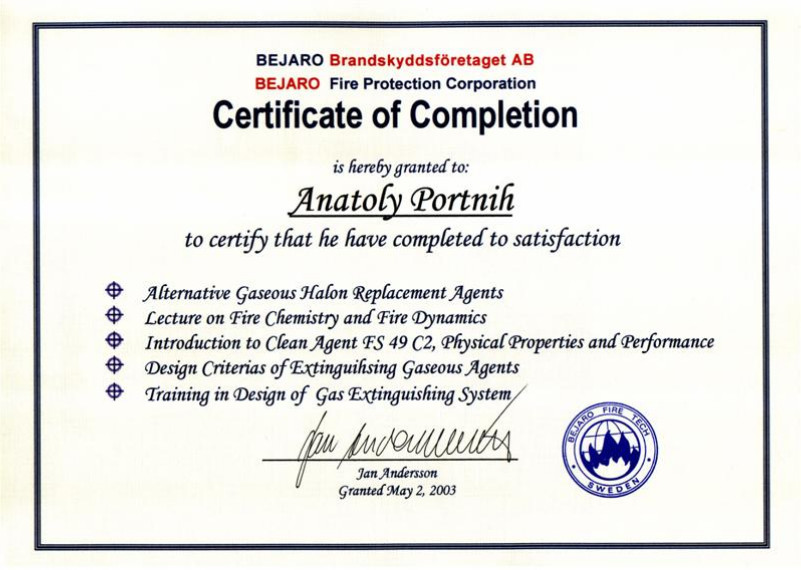 BEJARO Brandskyddsföretaget AB
BEJARO Fire Protection Corporation
Certificate of Completion
is hereby granted to:
Anatoly Portnih
to certify that he have completed to satisfaction
Alternative Gaseous Halon Replacement Agents
Lecture on Fire Chemistry and Fire Dynamics
Introduction to Clean Agent FS 49 C2, Physical Properties and Performance
Design Criterias of Extinguihsing Gaseous Agents
Training in Design of Gas Extinguishing System
Jan Andersson
Jan Andersson
Granted May 2, 2003
BEJARO FIRE TECH
SWEDEN